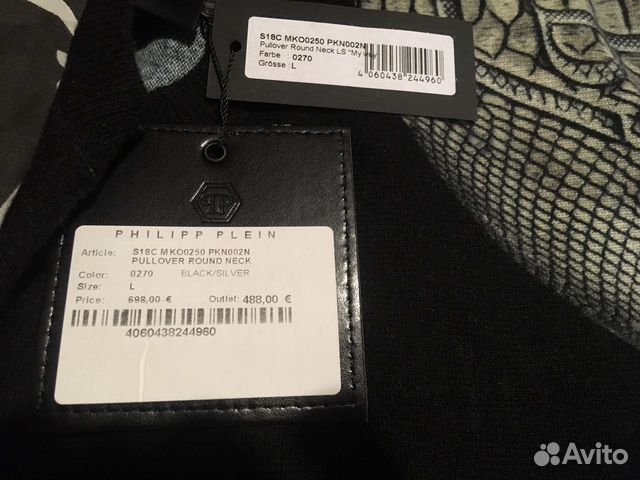 S18C MKO0250 PKN002N
Pullover Round Neck LS "My way"
Farbe : 0270
Grösse : L
4 060438 244960
PHILIPP PLEIN
Article: S18C MKO0250 PKN002N
PULLOVER ROUND NECK
Color: 0270 BLACK/SILVER
Size: L
Price: 698,00 € Outlet: 488,00 €
4060438244960
Avito